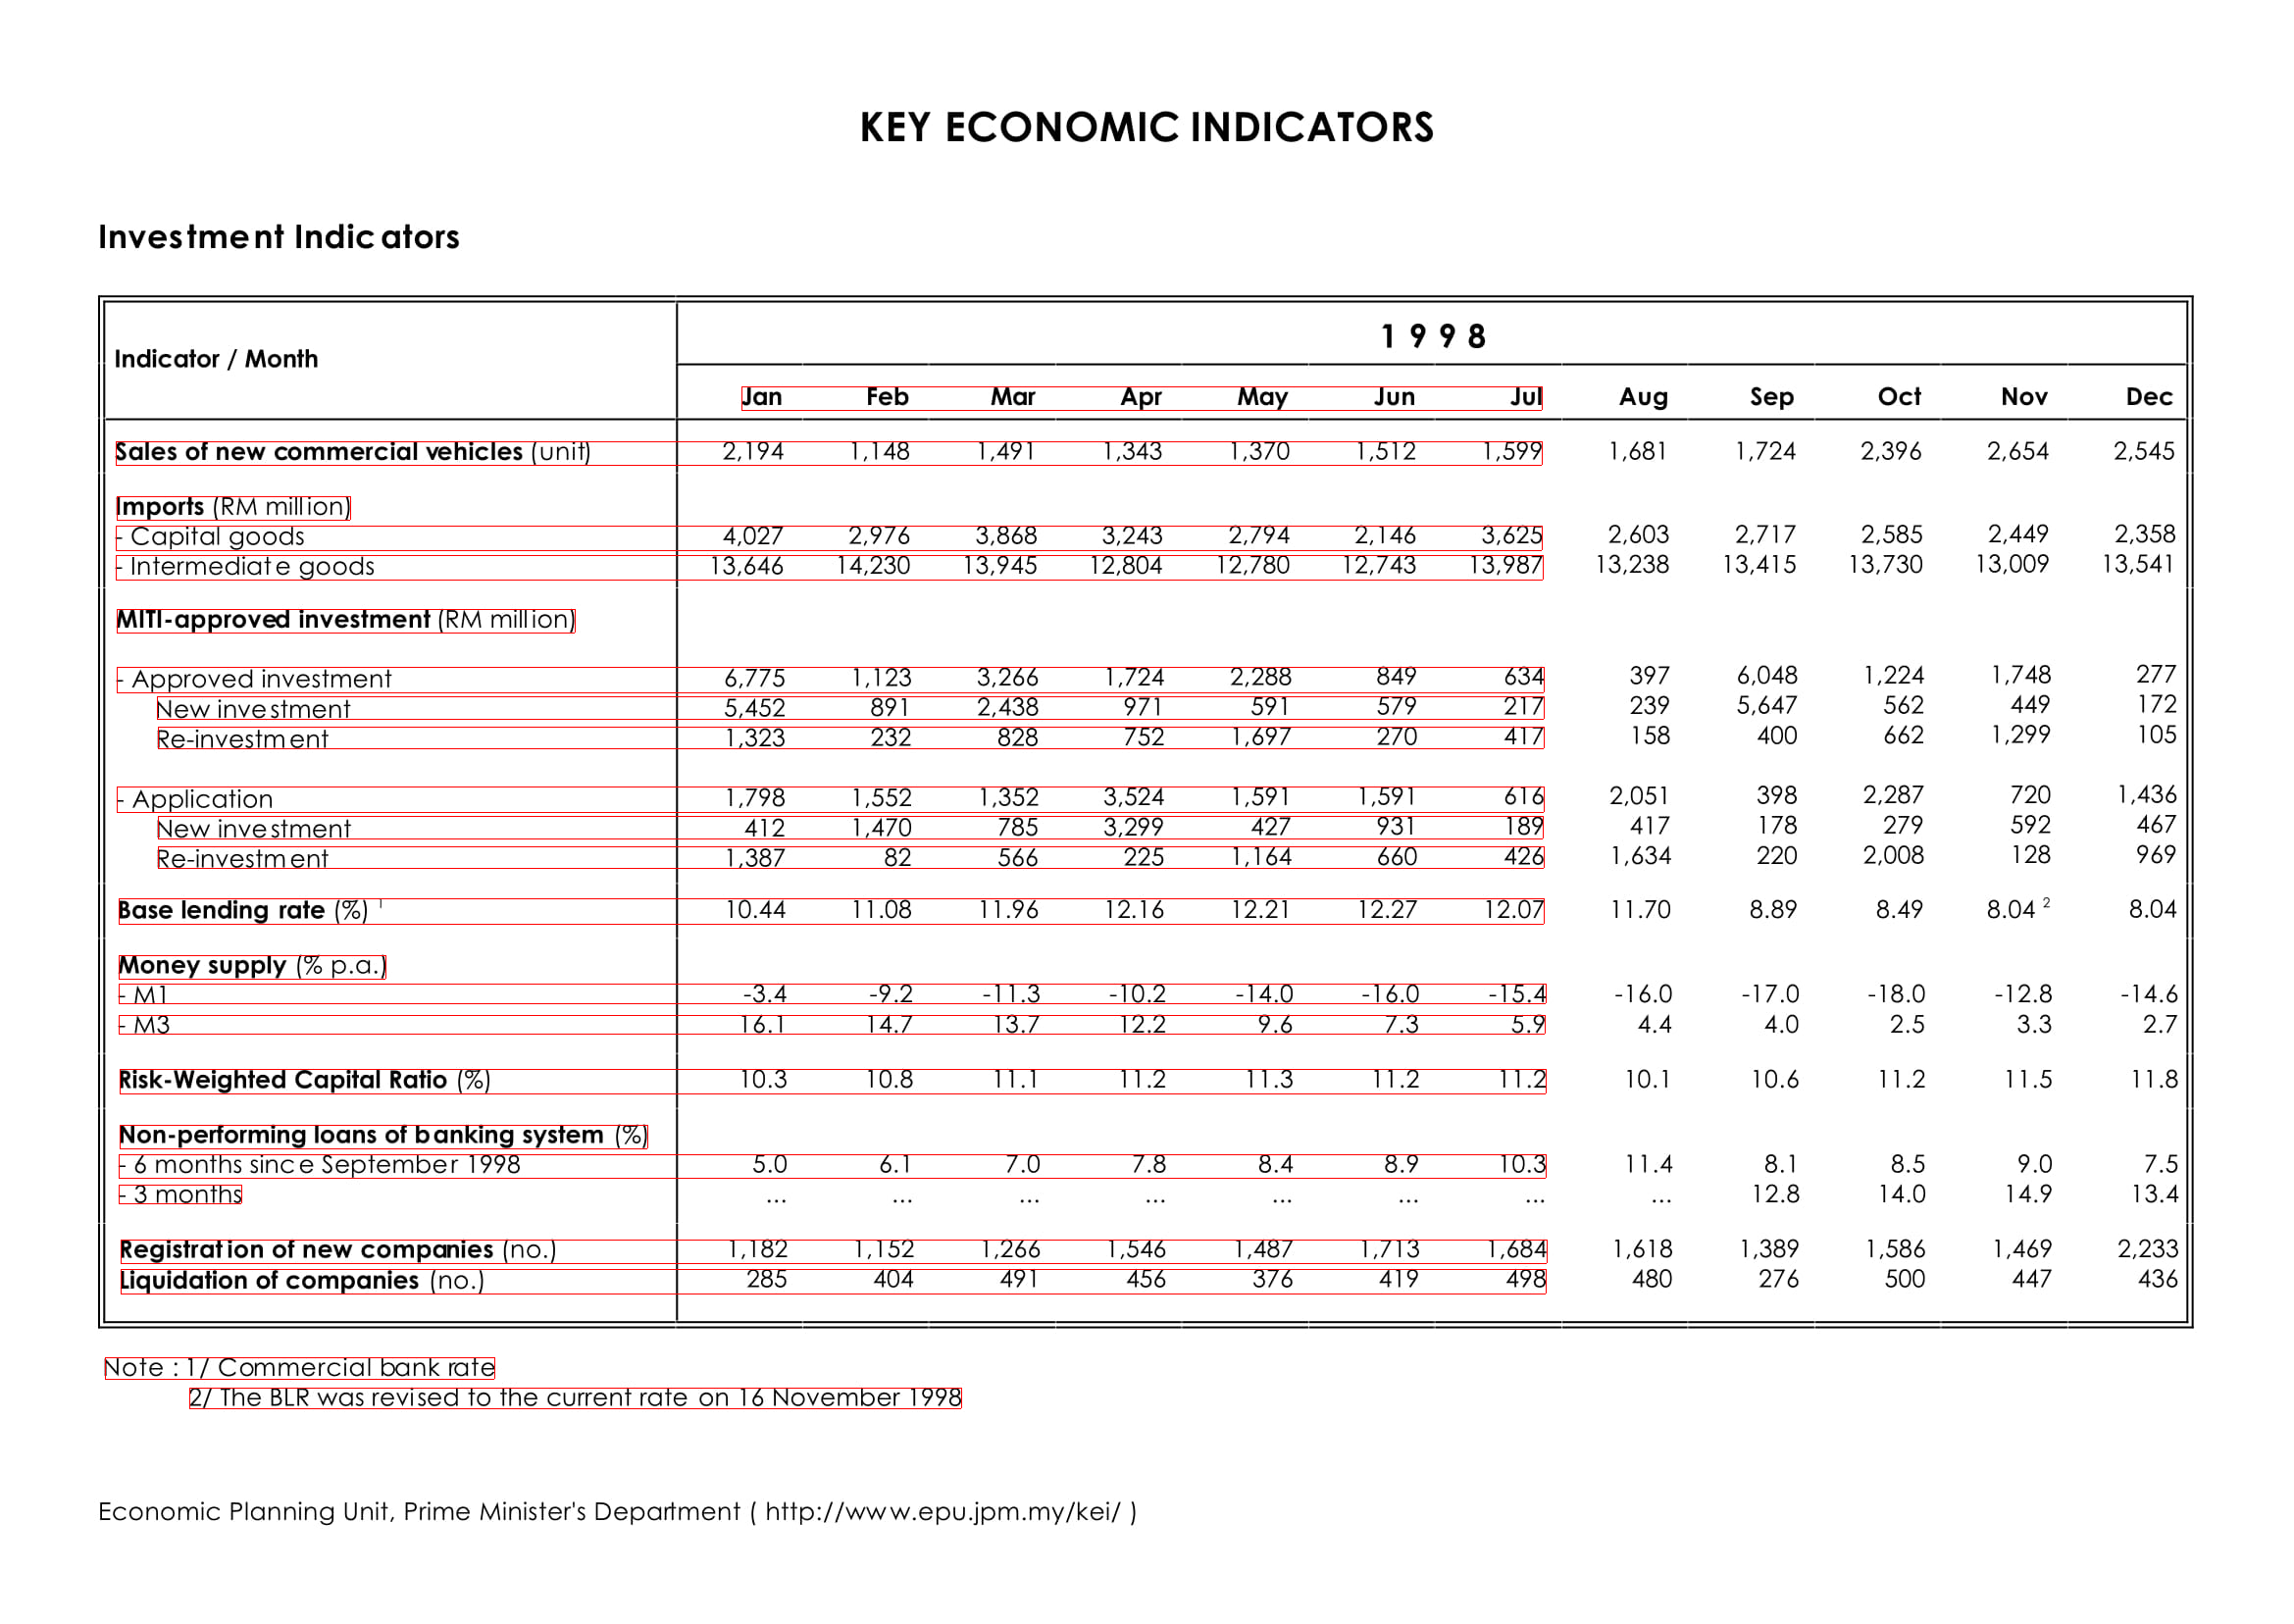 KEY ECONOMIC INDICATORS
Investment Indicators
1 9 9 8
Indicator / Month
Jan Feb Mar Apr May Jun Jul Aug Sep Oct Nov Dec
Sales of new commercial vehicles (unit) 2,194 1,148 1,491 1,343 1,370 1,512 1,599 1,681 1,724 2,396 2,654 2,545
Imports (RM million)
- Capital goods 4,027 2,976 3,868 3,243 2,794 2,146 3,625 2,603 2,717 2,585 2,449 2,358
- Intermediate goods 13,646 14,230 13,945 12,804 12,780 12,743 13,987 13,238 13,415 13,730 13,009 13,541
MITI-approved investment (RM million)
- Approved investment 6,775 1,123 3,266 1,724 2,288 849 634 397 6,048 1,224 1,748 277
New investment 5,452 891 2,438 971 591 579 217 239 5,647 562 449 172
Re-investment 1,323 232 828 752 1,697 270 417 158 400 662 1,299 105
- Application 1,798 1,552 1,352 3,524 1,591 1,591 616 2,051 398 2,287 720 1,436
New investment 412 1,470 785 3,299 427 931 189 417 178 279 592 467
Re-investment 1,387 82 566 225 1,164 660 426 1,634 220 2,008 128 969
Base lending rate (%) 1 10.44 11.08 11.96 12.16 12.21 12.27 12.07 11.70 8.89 8.49 8.04 2 8.04
Money supply (% p.a.)
- M1 -3.4 -9.2 -11.3 -10.2 -14.0 -16.0 -15.4 -16.0 -17.0 -18.0 -12.8 -14.6
- M3 16.1 14.7 13.7 12.2 9.6 7.3 5.9 4.4 4.0 2.5 3.3 2.7
Risk-Weighted Capital Ratio (%) 10.3 10.8 11.1 11.2 11.3 11.2 11.2 10.1 10.6 11.2 11.5 11.8
Non-performing loans of banking system (%)
- 6 months since September 1998 5.0 6.1 7.0 7.8 8.4 8.9 10.3 11.4 8.1 8.5 9.0 7.5
- 3 months ... ... ... ... ... ... ... ... 12.8 14.0 14.9 13.4
Registration of new companies (no.) 1,182 1,152 1,266 1,546 1,487 1,713 1,684 1,618 1,389 1,586 1,469 2,233
Liquidation of companies (no.) 285 404 491 456 376 419 498 480 276 500 447 436
Note : 1/ Commercial bank rate
2/ The BLR was revised to the current rate on 16 November 1998
Economic Planning Unit, Prime Minister's Department ( http://www.epu.jpm.my/kei/ )